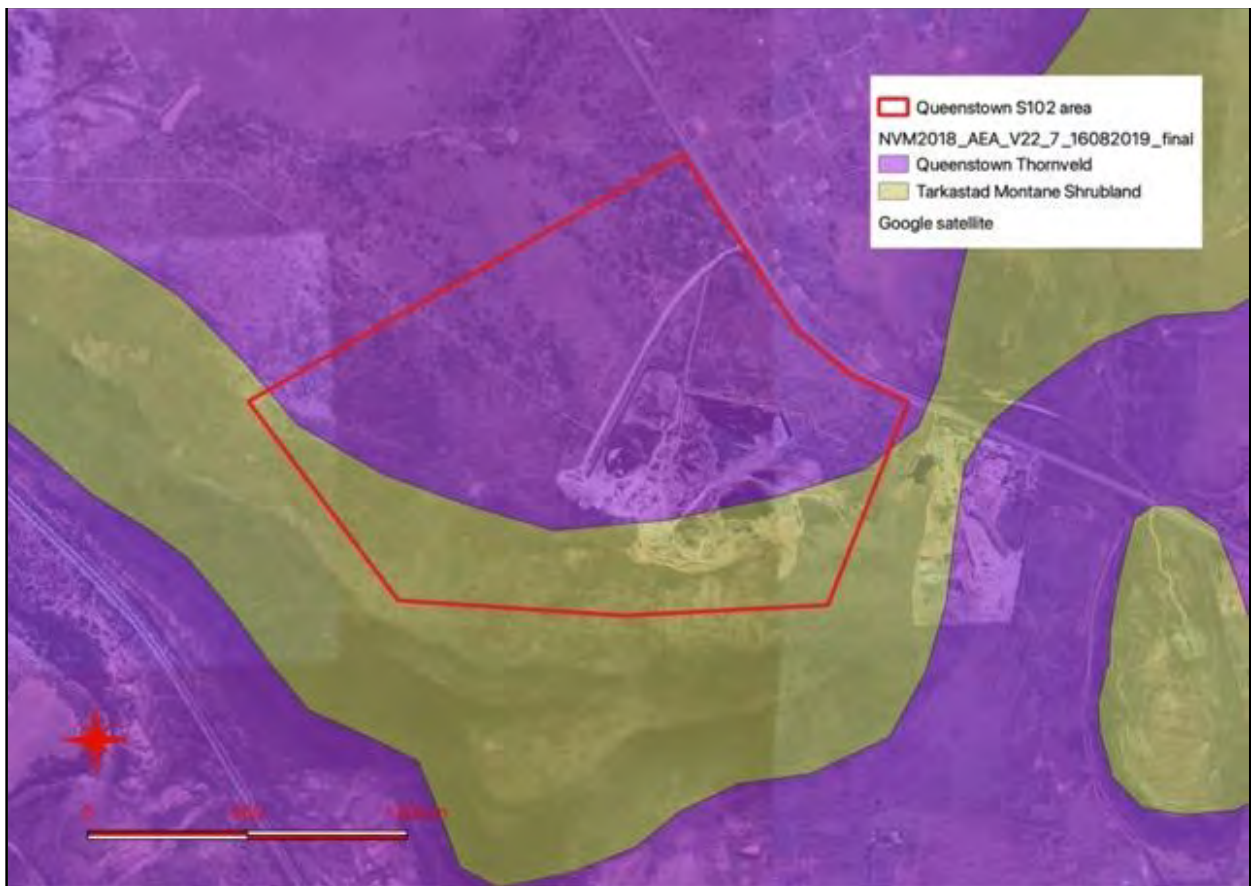 Queenstown S102 area
NVM2018_AEA_V22_7_16082019_final
Queenstown Thornveld
Tarkastad Montane Shrubland
Google satellite
0